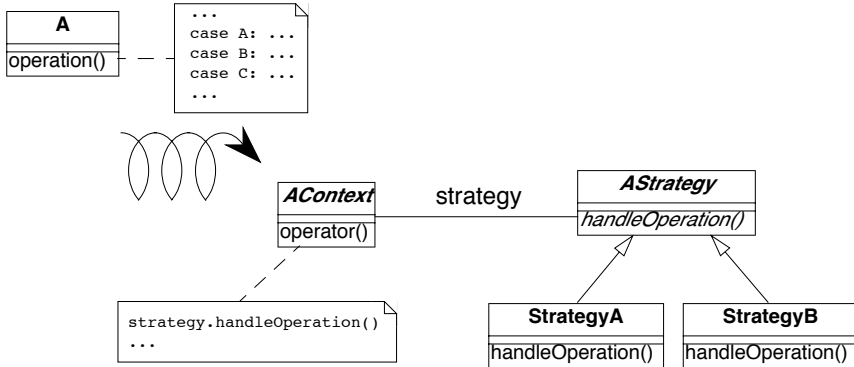 A
operation()
...
case A: ...
case B: ...
case C: ...
...
AContext
operator()
strategy
AStrategy
handleOperation()
strategy.handleOperation()
...
StrategyA
handleOperation()
StrategyB
handleOperation()